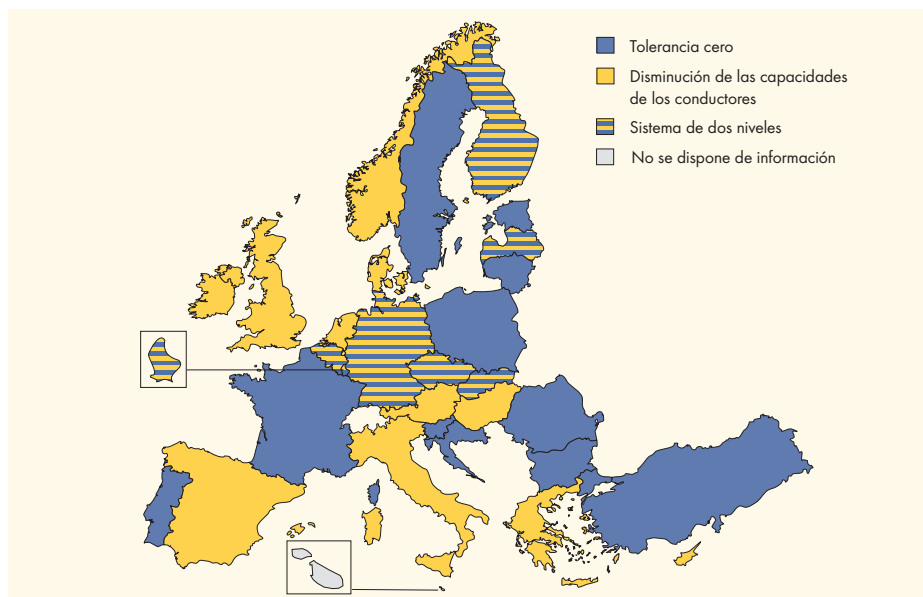 Tolerancia cero
Disminución de las capacidades
de los conductores
Sistema de dos niveles
No se dispone de información